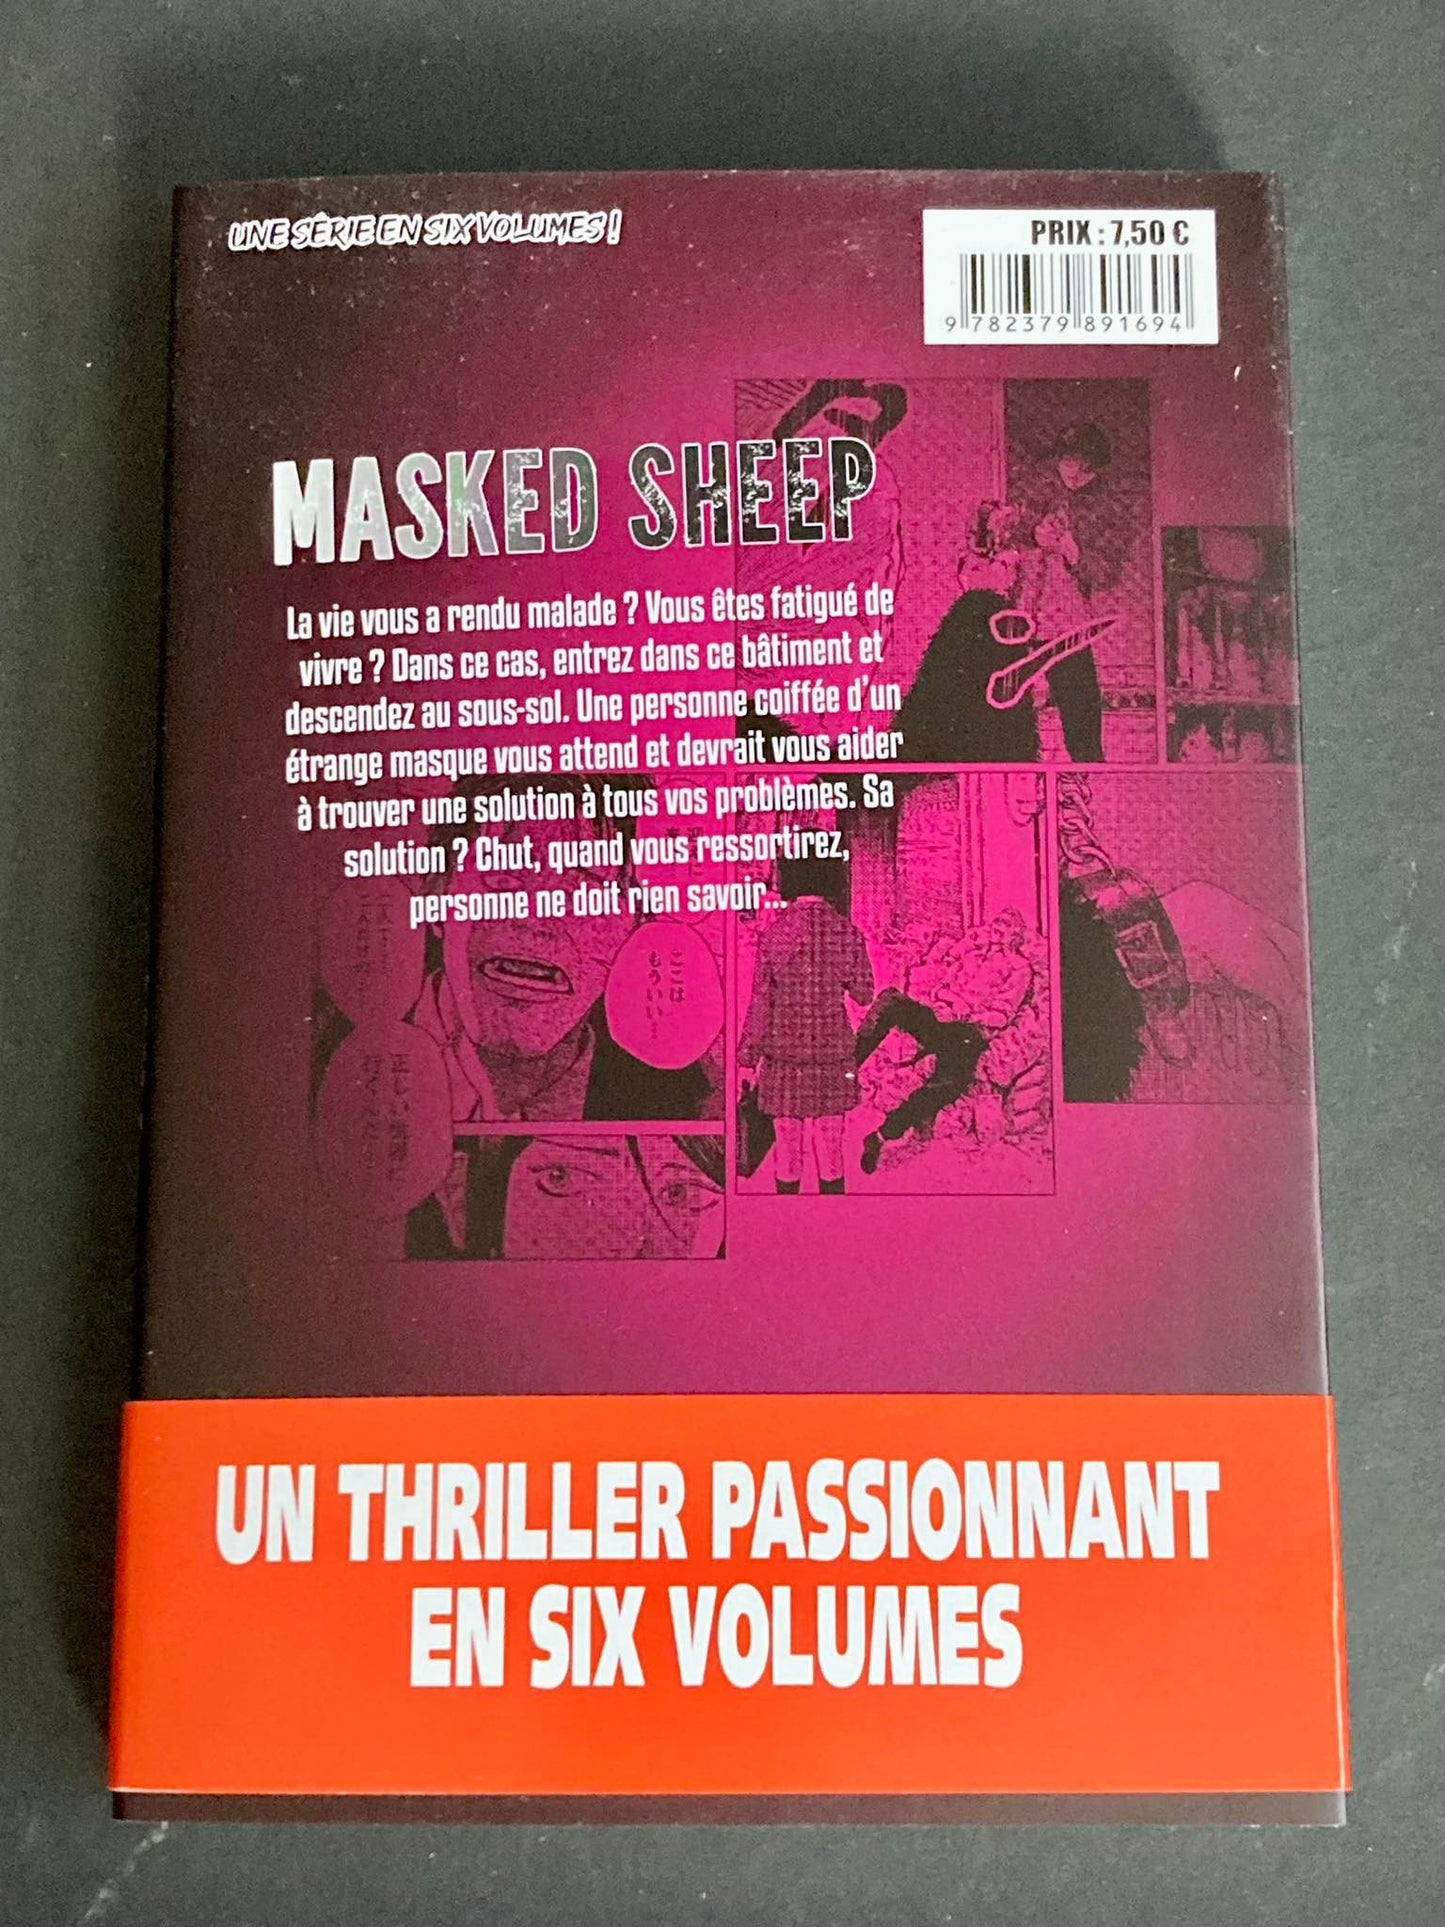 UNE SÉRIE EN SIX VOLUMES !
PRIX : 7,50 €
9 782379 891694
MASKED SHEEP
La vie vous a rendu malade ? Vous êtes fatigué de
vivre ? Dans ce cas, entrez dans ce bâtiment et
descendez au sous-sol. Une personne coiffée d’un
étrange masque vous attend et devrait vous aider
à trouver une solution à tous vos problèmes. Sa
solution ? Chut, quand vous ressortirez,
personne ne doit rien savoir...
ここは
もういい…
UN THRILLER PASSIONNANT
EN SIX VOLUMES